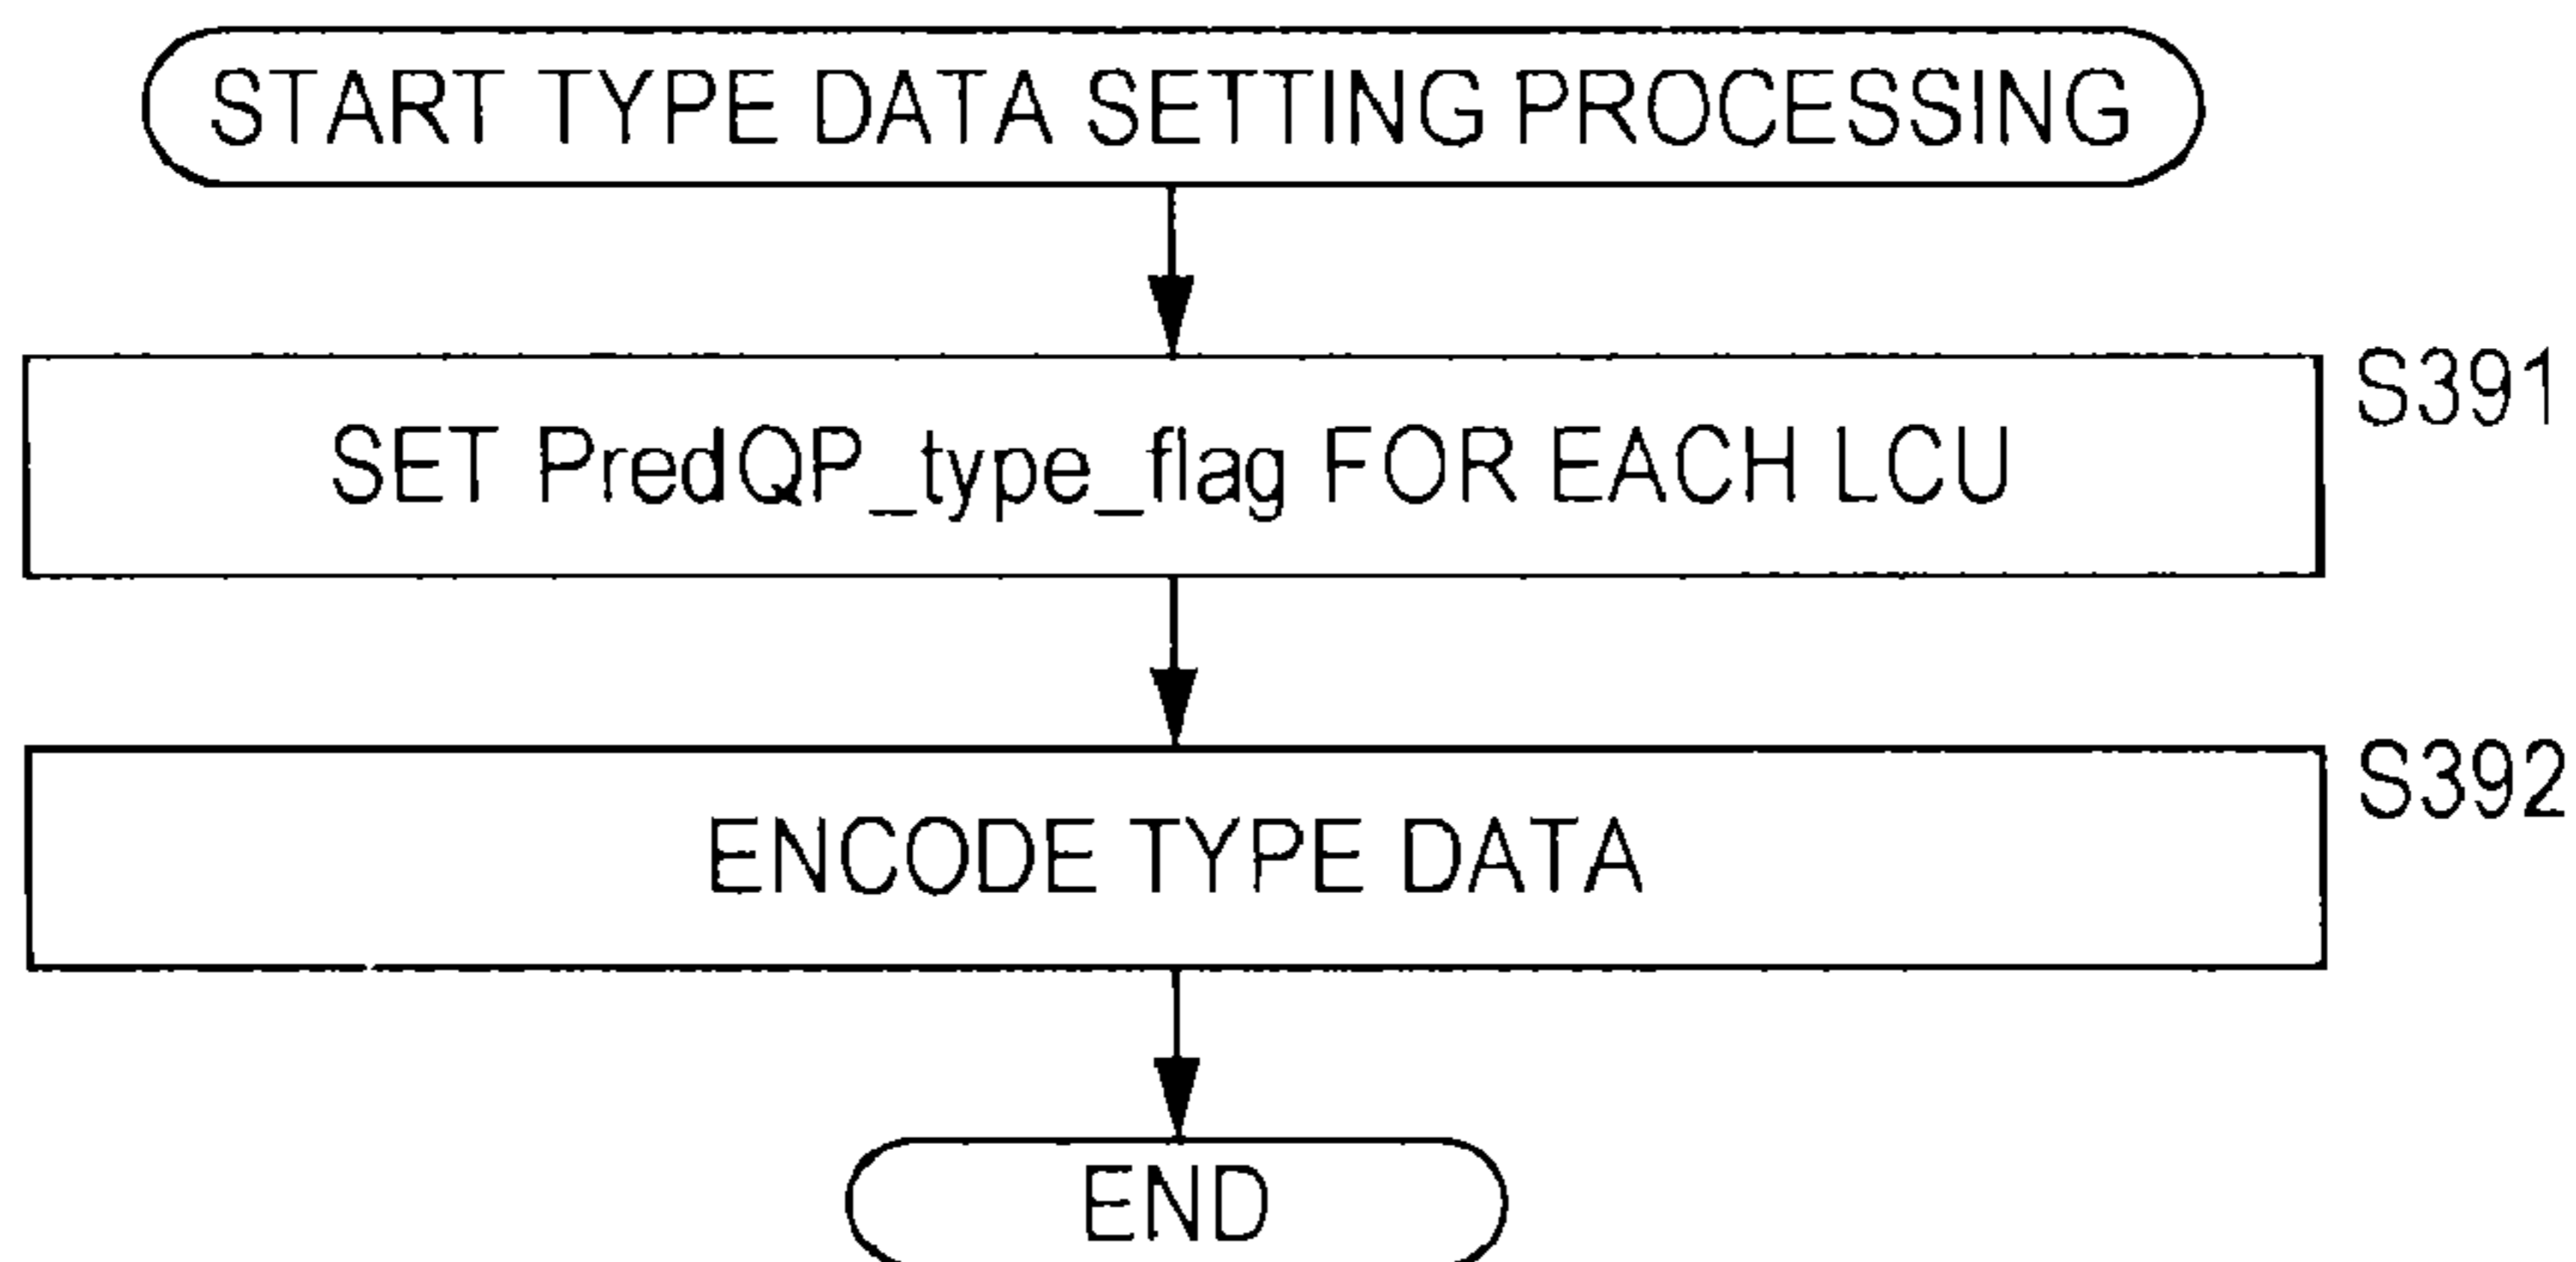 START TYPE DATA SETTING PROCESSING
S391
SET PredQP_type_flag FOR EACH LCU
S392
ENCODE TYPE DATA
END